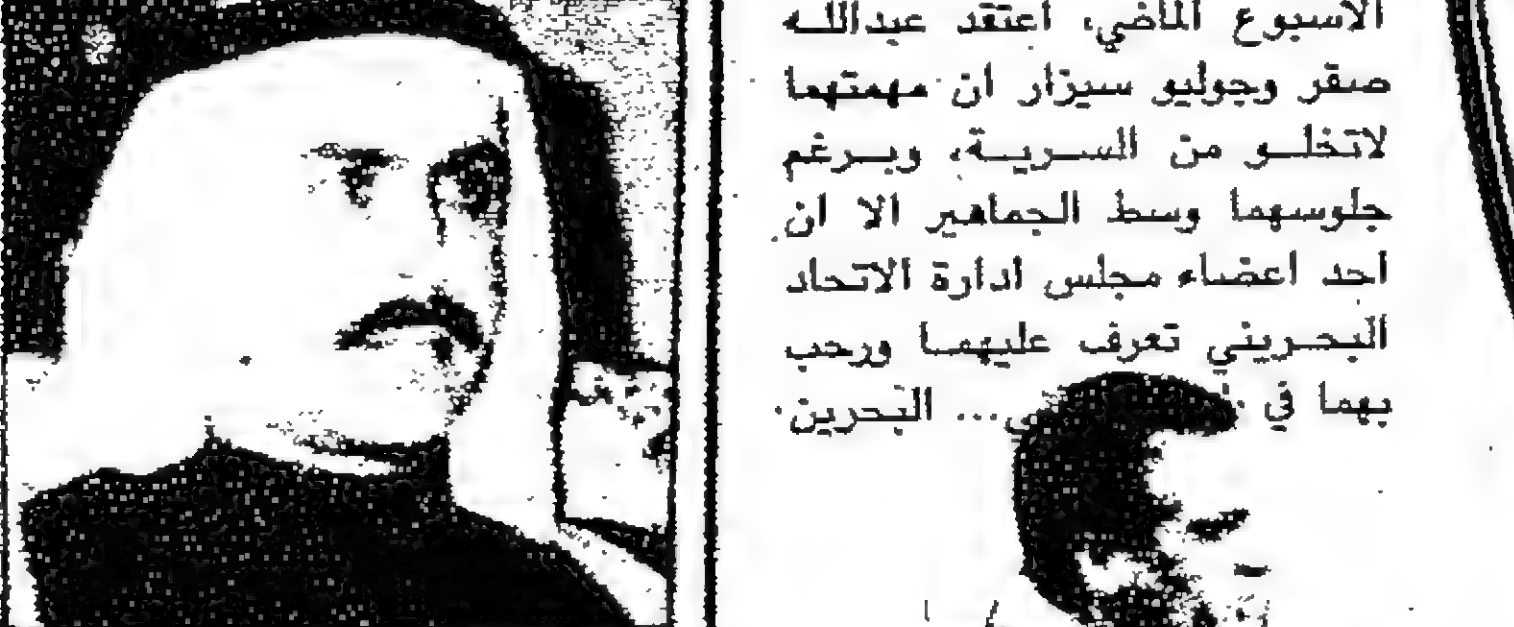 الاسبوع الماضي، اعتقد عبدالله
صقر وجوليو سيزار ان مهمتهما
لاتخلو من السرية، وبرغم
جلوسهما وسط الجماهير الا ان
احد اعضاء مجلس ادارة الاتحاد
البحريني تعرف عليهما ورحب
بهما في ... البحرين.